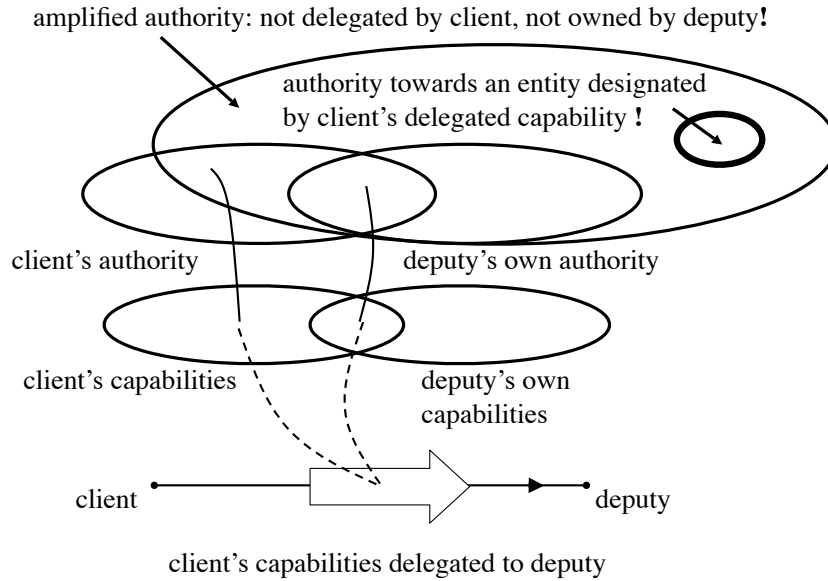 amplified authority: not delegated by client, not owned by deputy!
authority towards an entity designated
by client's delegated capability !
client's authority
deputy's own authority
client's capabilities
deputy's own
capabilities
client
deputy
client's capabilities delegated to deputy